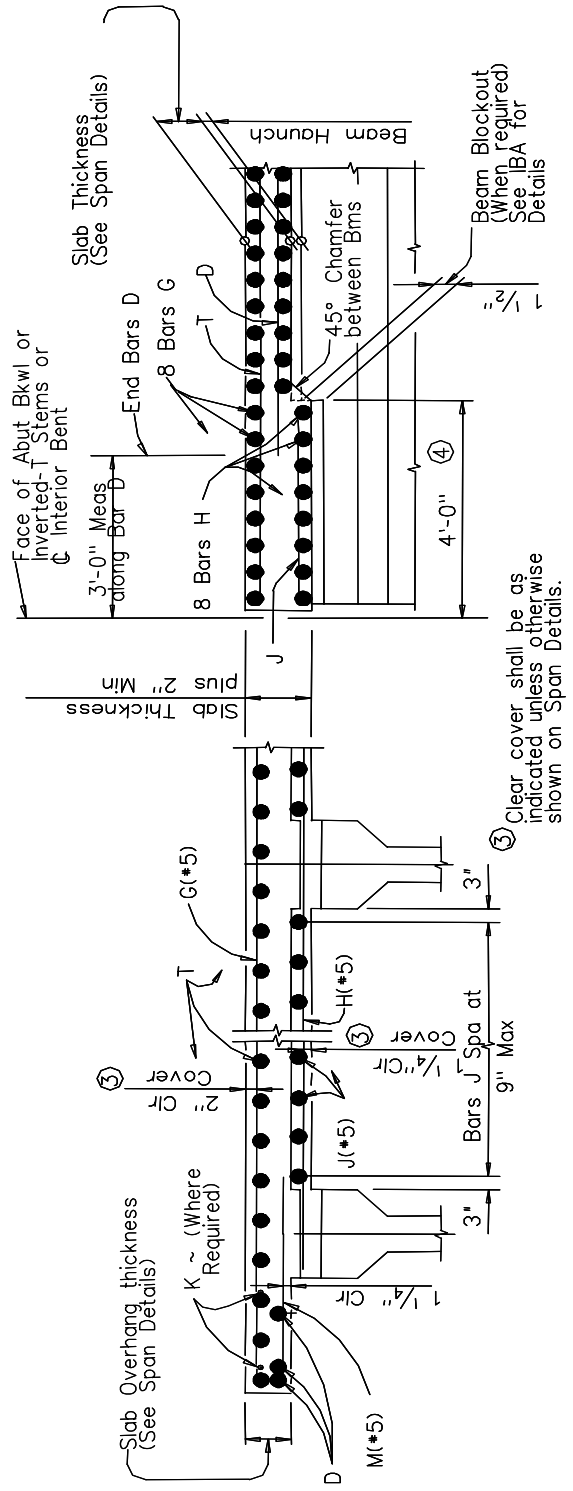 Slab Overhang thickness
(See Span Details)
K ~ (Where
Required)
D
M(#5)
1 ¼" Clr
3"
J(#5)
2" Clr
Cover
③
T
G(#5)
1 ¼"Clr
Cover
③
H(#5)
Bars J Spa at
9" Max
3"
③ Clear cover shall be as
indicated unless otherwise
shown on Span Details.
Slab Thickness
plus 2" Min
Face of Abut Bkwl or
inverted-T Stems or
℄ Interior Bent
3'-0" Meas
along Bar D
End Bars D
8 Bars G
8 Bars H
T
D
J
45° Chamfer
between Bms
4'-0" ④
Slab Thickness
(See Span Details)
Beam Haunch
Beam Blockout
(When required)
See IBA for
Details
1 ½"